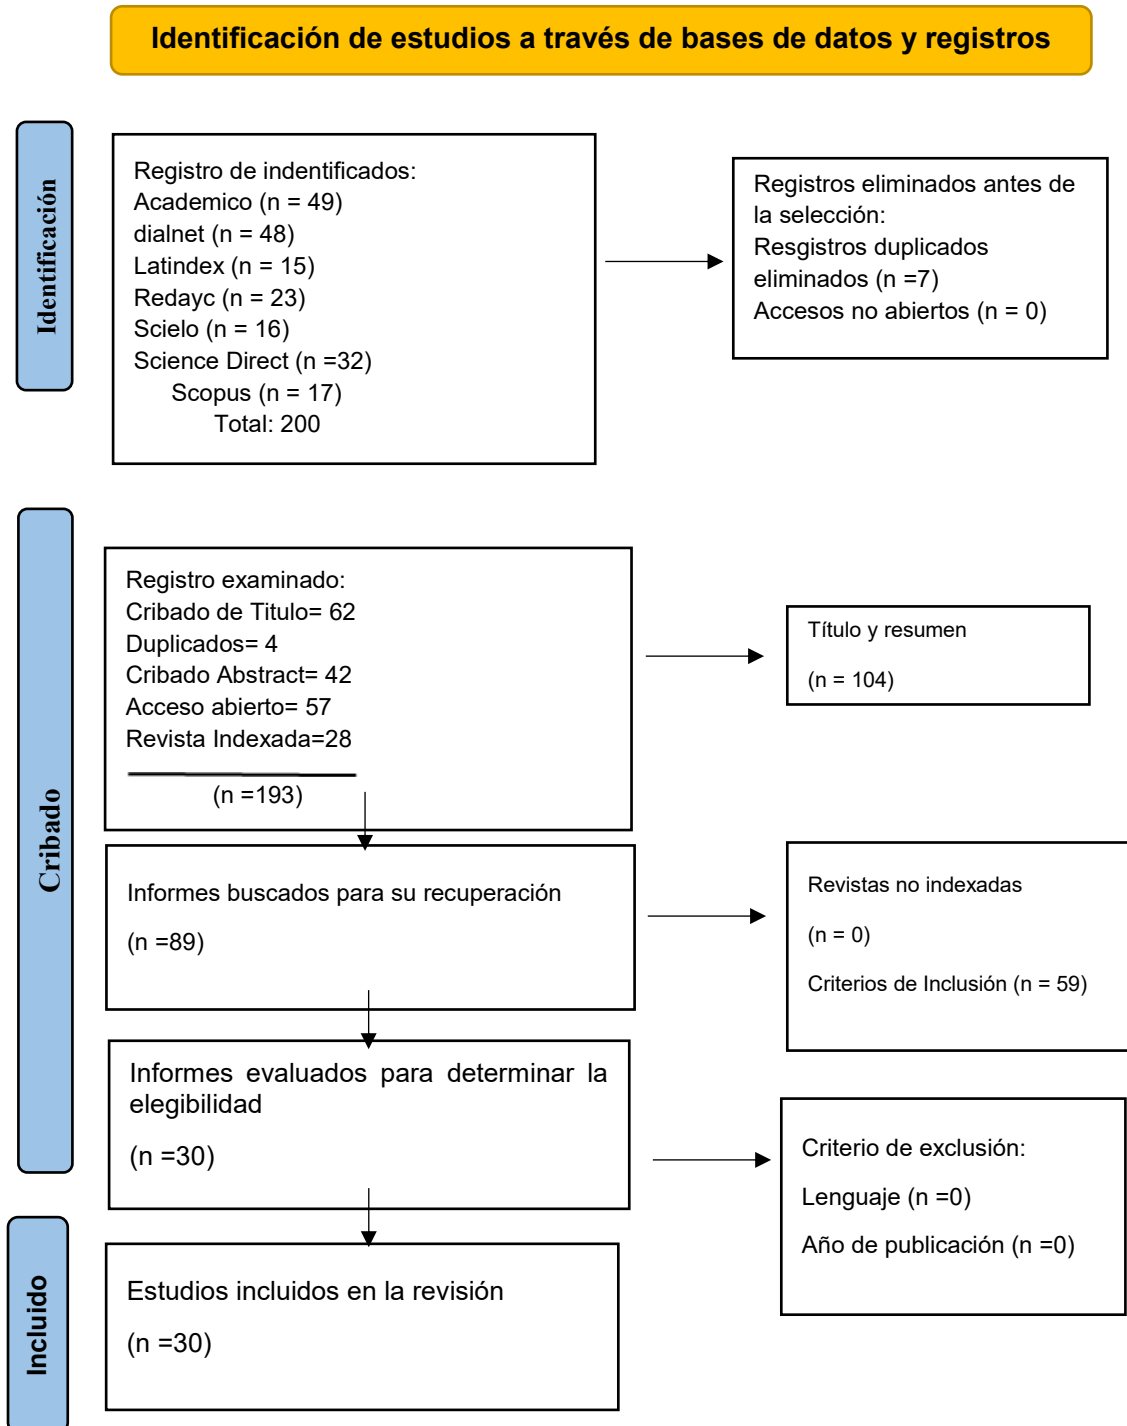 Identificación de estudios a través de bases de datos y registros
Identificación
Registro de indentificados:
Academico (n = 49)
dialnet (n = 48)
Latindex (n = 15)
Redayc (n = 23)
Scielo (n = 16)
Science Direct (n =32)
Scopus (n = 17)
Total: 200
Registros eliminados antes de
la selección:
Resgistros duplicados
eliminados (n =7)
Accesos no abiertos (n = 0)
Cribado
Registro examinado:
Cribado de Titulo= 62
Duplicados= 4
Cribado Abstract= 42
Acceso abierto= 57
Revista Indexada=28
(n =193)
Título y resumen
(n = 104)
Informes buscados para su recuperación
(n =89)
Revistas no indexadas
(n = 0)
Criterios de Inclusión (n = 59)
Informes evaluados para determinar la
elegibilidad
(n =30)
Criterio de exclusión:
Lenguaje (n =0)
Año de publicación (n =0)
Incluido
Estudios incluidos en la revisión
(n =30)